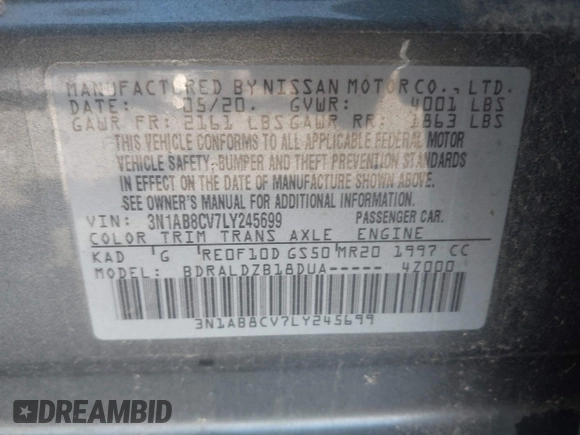 MANUFACTURED BY NISSAN MOTOR CO., LTD.
DATE: 05/20. GVWR: 4001 LBS
GAWR FR: 2161 LBS GAWR RR: 1863 LBS
THIS VEHICLE CONFORMS TO ALL APPLICABLE FEDERAL MOTOR
VEHICLE SAFETY, BUMPER AND THEFT PREVENTION STANDARDS
IN EFFECT ON THE DATE OF MANUFACTURE SHOWN ABOVE.
SEE OWNER'S MANUAL FOR ADDITIONAL INFORMATION.
VIN: 3N1AB8CV7LY245699 PASSENGER CAR.
COLOR TRIM TRANS AXLE ENGINE
KAD G RE0F10D GS50 MR20 1997 CC
MODEL: BDRALDZB18DUA----- 4Z000
3N1AB8CV7LY245699
DREAMBID